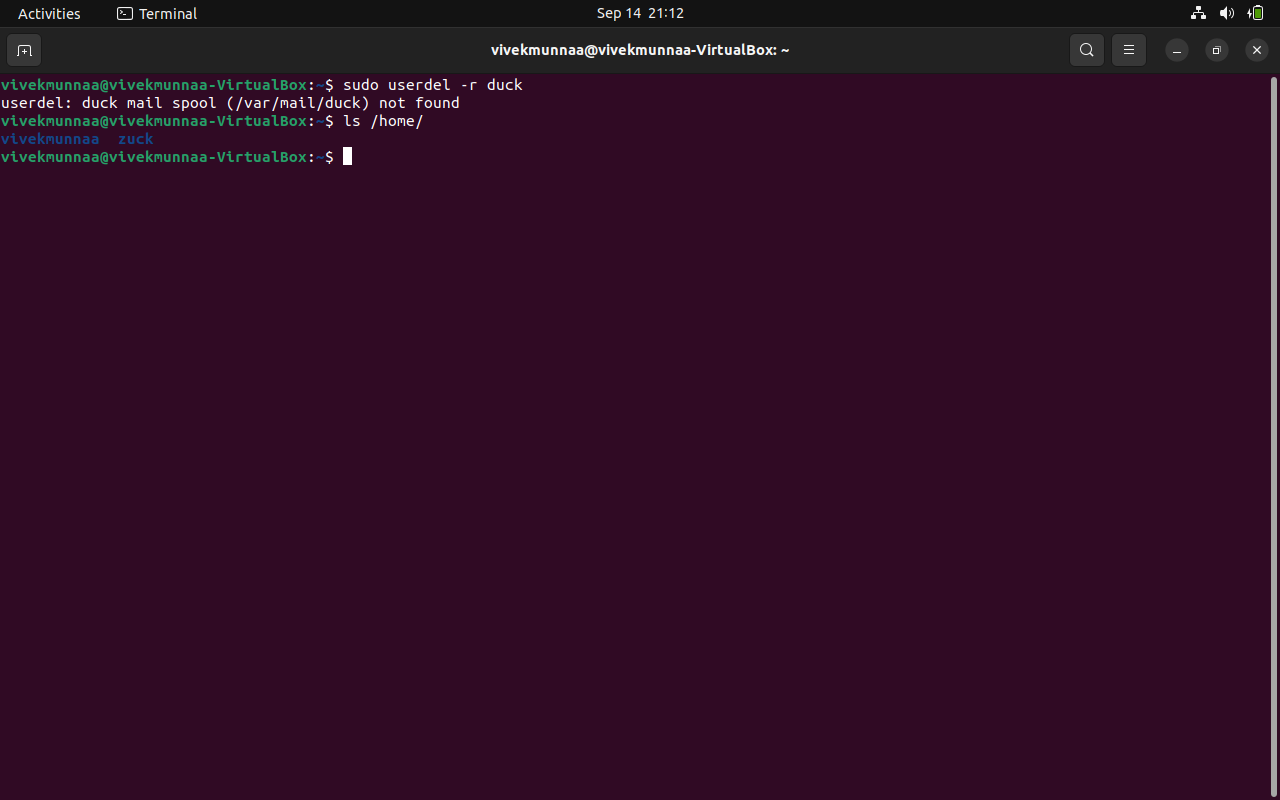 Activities Terminal Sep 14 21:12
vivekmunnaa@vivekmunnaa-VirtualBox: ~
vivekmunnaa@vivekmunnaa-VirtualBox:~$ sudo userdel -r duck
userdel: duck mail spool (/var/mail/duck) not found
vivekmunnaa@vivekmunnaa-VirtualBox:~$ ls /home/
vivekmunnaa  zuck
vivekmunnaa@vivekmunnaa-VirtualBox:~$